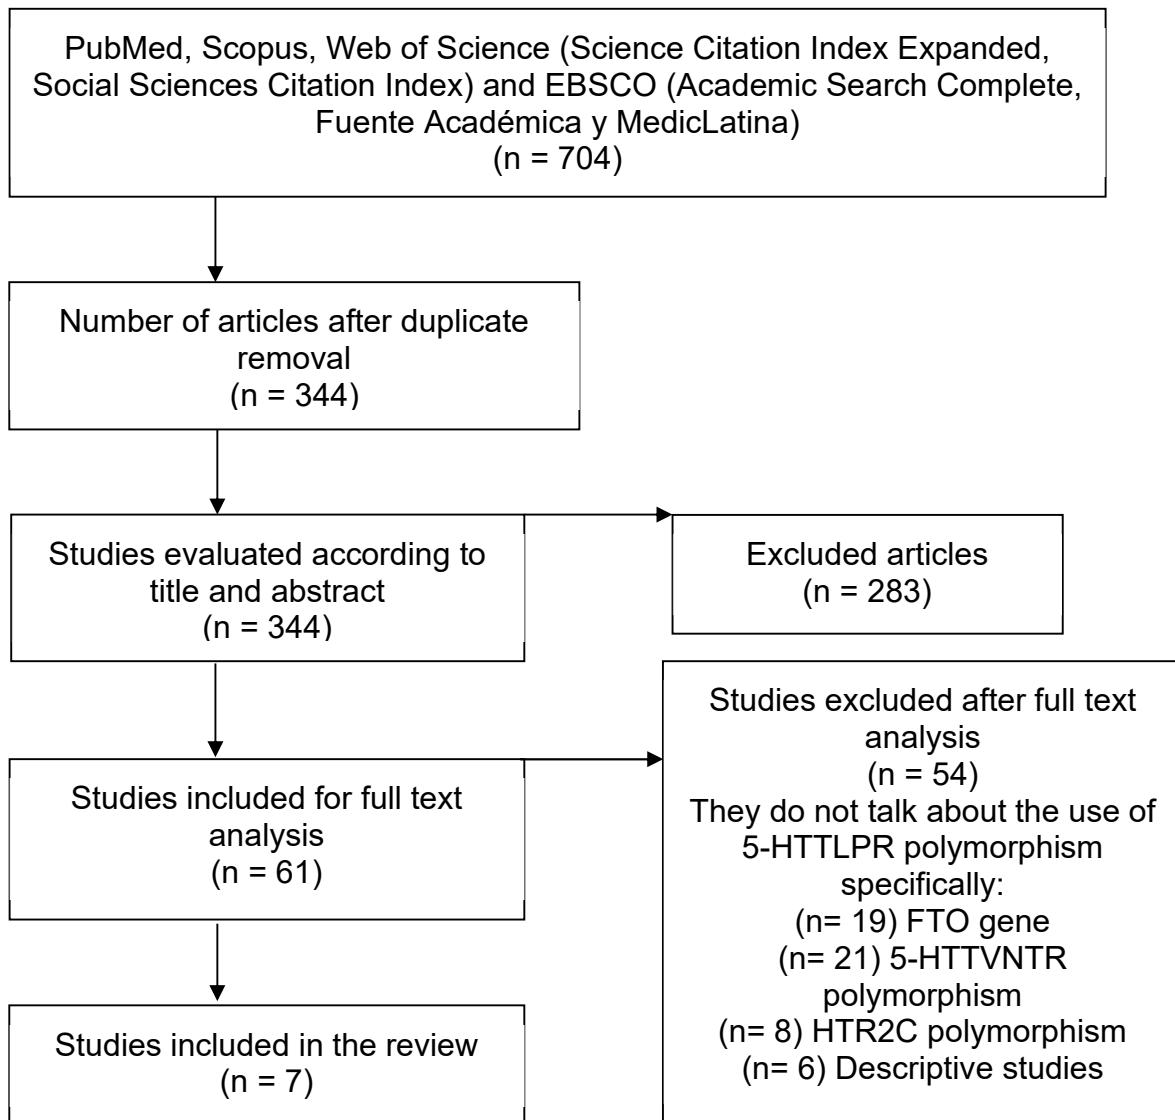 PubMed, Scopus, Web of Science (Science Citation Index Expanded,
Social Sciences Citation Index) and EBSCO (Academic Search Complete,
Fuente Académica y MedicLatina)
(n = 704)
Number of articles after duplicate
removal
(n = 344)
Studies evaluated according to
title and abstract
(n = 344)
Excluded articles
(n = 283)
Studies included for full text
analysis
(n = 61)
Studies excluded after full text
analysis
(n = 54)
They do not talk about the use of
5-HTTLPR polymorphism
specifically:
(n= 19) FTO gene
(n= 21) 5-HTTVNTR
polymorphism
(n= 8) HTR2C polymorphism
(n= 6) Descriptive studies
Studies included in the review
(n = 7)